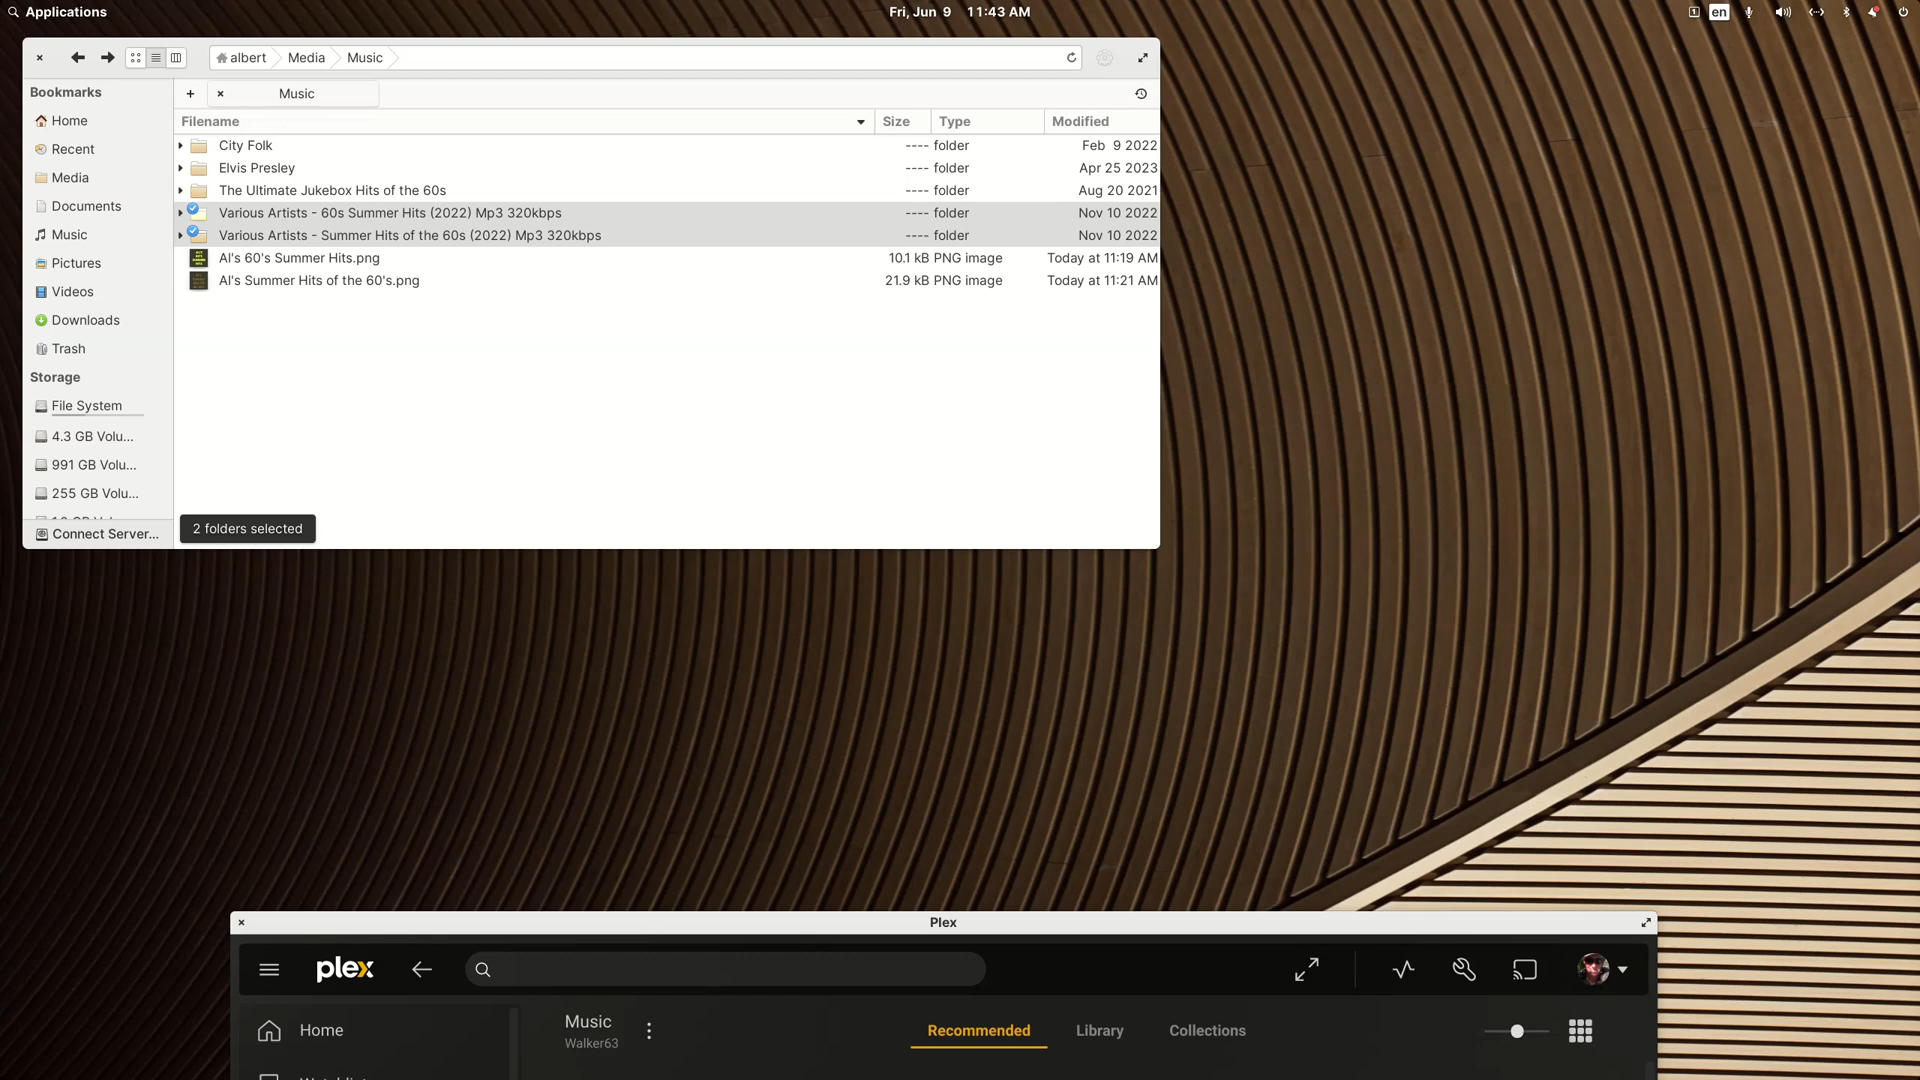 Applications
Fri, Jun 9 11:43 AM
1
en
albert
Media
Music
Bookmarks
Home
Recent
Media
Documents
Music
Pictures
Videos
Downloads
Trash
Storage
File System
4.3 GB Volu...
991 GB Volu...
255 GB Volu...
Connect Server...
+ × Music
Filename Size Type Modified
City Folk ---- folder Feb 9 2022
Elvis Presley ---- folder Apr 25 2023
The Ultimate Jukebox Hits of the 60s ---- folder Aug 20 2021
Various Artists - 60s Summer Hits (2022) Mp3 320kbps ---- folder Nov 10 2022
Various Artists - Summer Hits of the 60s (2022) Mp3 320kbps ---- folder Nov 10 2022
Al's 60's Summer Hits.png 10.1 kB PNG image Today at 11:19 AM
Al's Summer Hits of the 60's.png 21.9 kB PNG image Today at 11:21 AM
2 folders selected
Plex
plex
Home
Music
Walker63
Recommended
Library
Collections